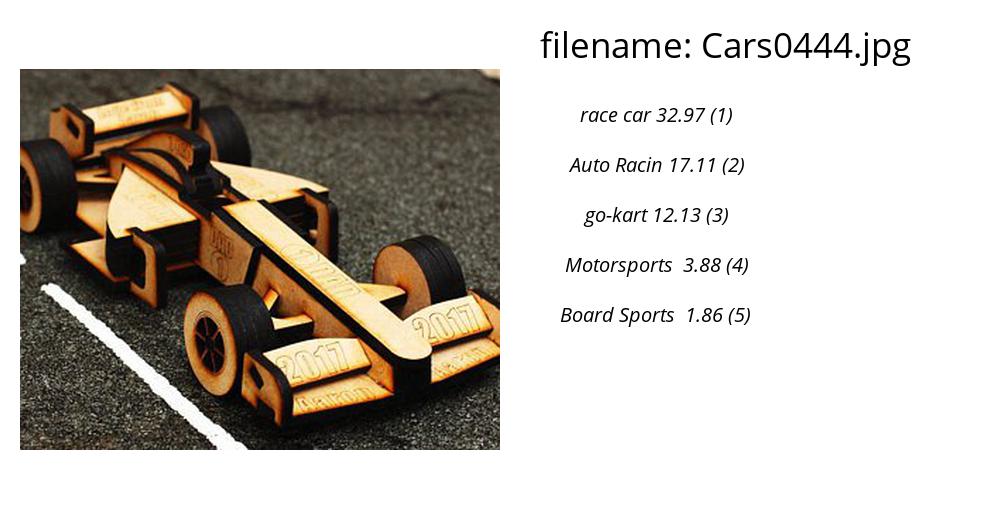 filename: Cars0444.jpg
race car 32.97 (1)
Auto Racin 17.11 (2)
go-kart 12.13 (3)
Motorsports 3.88 (4)
Board Sports 1.86 (5)
2017
2017
Aaron